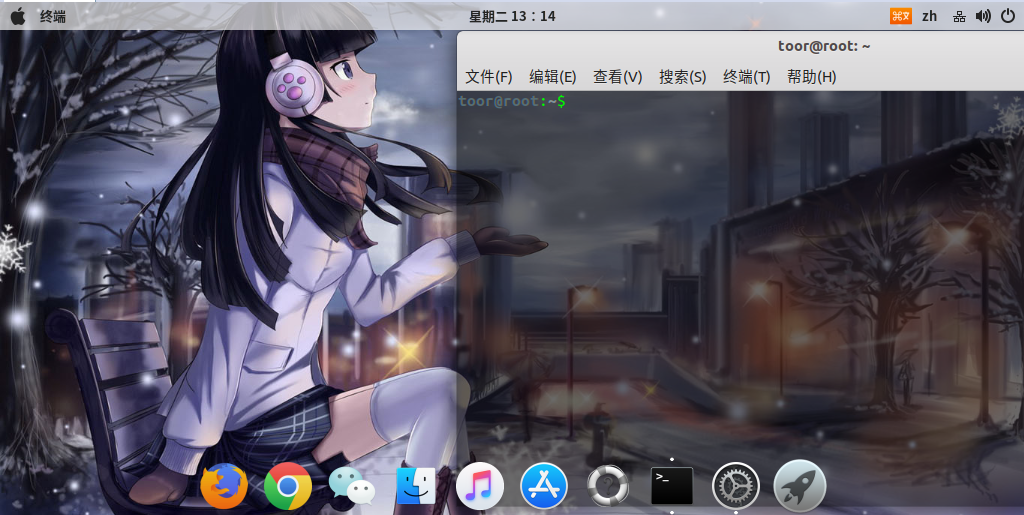 终端 星期二 13：14 ⌘文 zh
toor@root: ~
文件(F) 编辑(E) 查看(V) 搜索(S) 终端(T) 帮助(H)
toor@root:~$
>_